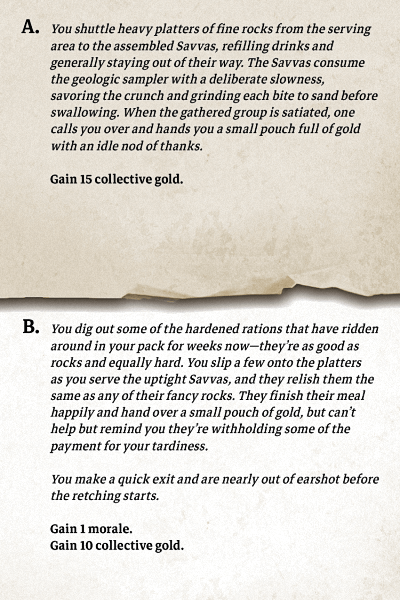 A. You shuttle heavy platters of fine rocks from the serving
area to the assembled Savvas, refilling drinks and
generally staying out of their way. The Savvas consume
the geologic sampler with a deliberate slowness,
savoring the crunch and grinding each bite to sand before
swallowing. When the gathered group is satiated, one
calls you over and hands you a small pouch full of gold
with an idle nod of thanks.
Gain 15 collective gold.
B. You dig out some of the hardened rations that have ridden
around in your pack for weeks now—they're as good as
rocks and equally hard. You slip a few onto the platters
as you serve the uptight Savvas, and they relish them the
same as any of their fancy rocks. They finish their meal
happily and hand over a small pouch of gold, but can't
help but remind you they're withholding some of the
payment for your tardiness.
You make a quick exit and are nearly out of earshot before
the retching starts.
Gain 1 morale.
Gain 10 collective gold.